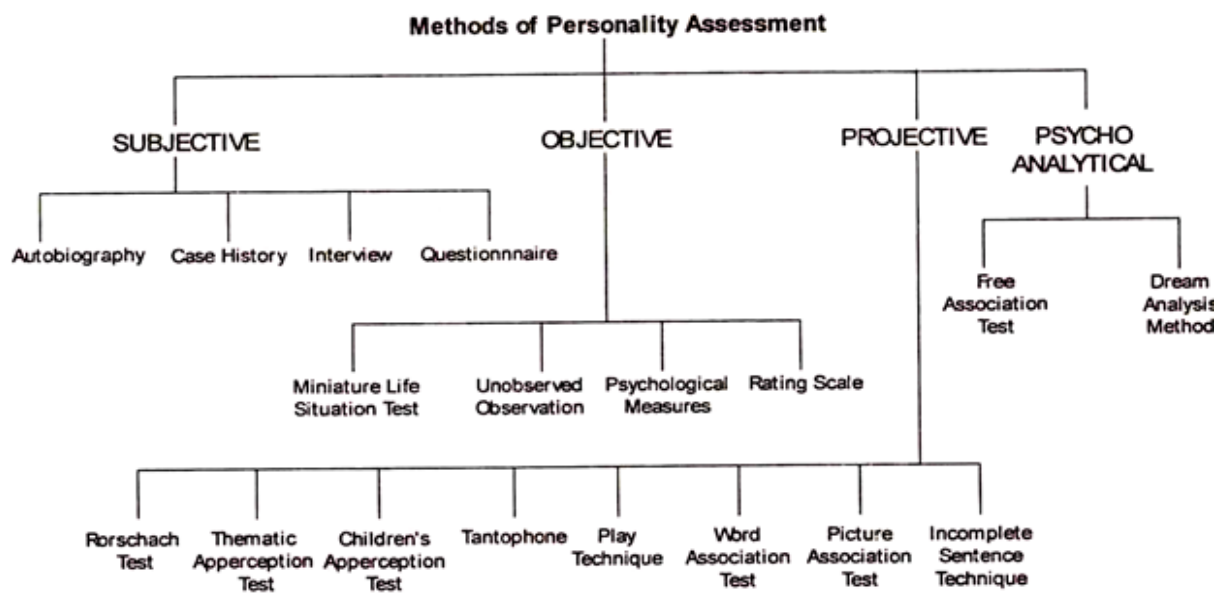 Methods of Personality Assessment
SUBJECTIVE
OBJECTIVE
PROJECTIVE
PSYCHO
ANALYTICAL
Autobiography
Case History
Interview
Questionnnaire
Free
Association
Test
Dream
Analysis
Method
Miniature Life
Situation Test
Unobserved
Observation
Psychological
Measures
Rating Scale
Rorschach
Test
Thematic
Apperception
Test
Children's
Apperception
Test
Tantophone
Play
Technique
Word
Association
Test
Picture
Association
Test
Incomplete
Sentence
Technique